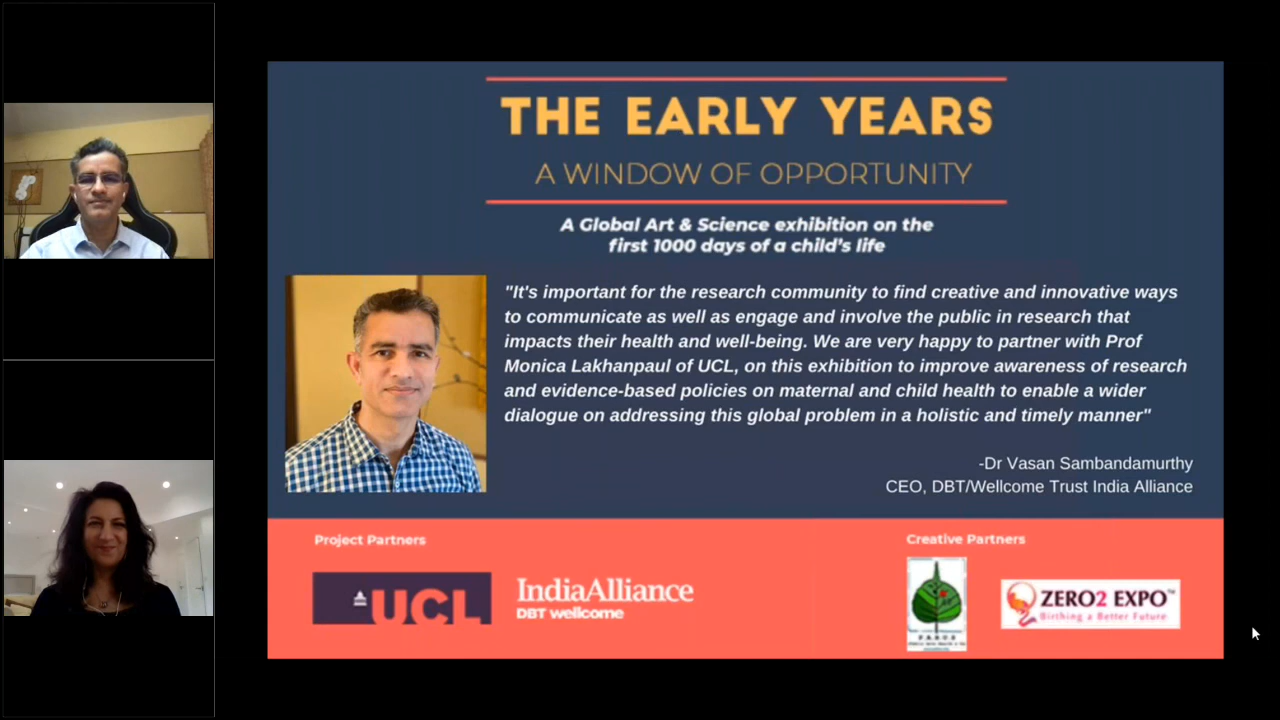 THE EARLY YEARS
A WINDOW OF OPPORTUNITY
A Global Art & Science exhibition on the
first 1000 days of a child's life
"It's important for the research community to find creative and innovative ways
to communicate as well as engage and involve the public in research that
impacts their health and well-being. We are very happy to partner with Prof
Monica Lakhanpaul of UCL, on this exhibition to improve awareness of research
and evidence-based policies on maternal and child health to enable a wider
dialogue on addressing this global problem in a holistic and timely manner"
-Dr Vasan Sambandamurthy
CEO, DBT/Wellcome Trust India Alliance
Project Partners
Creative Partners
UCL
IndiaAlliance
DBT wellcome
ZERO2 EXPO™
Birthing a Better Future